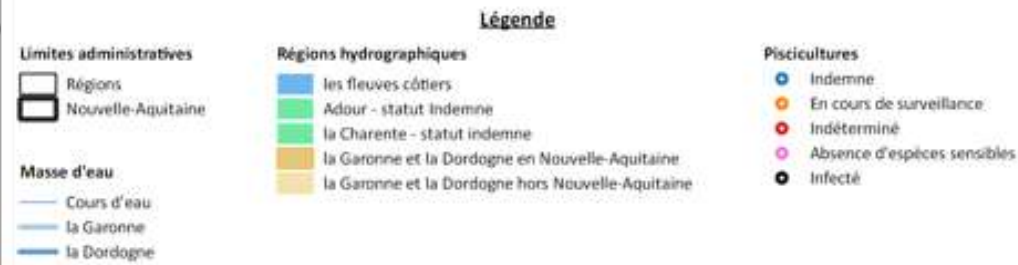 Légende
Limites administratives
Régions
Nouvelle-Aquitaine
Masse d'eau
Cours d'eau
la Garonne
la Dordogne
Régions hydrographiques
les fleuves côtiers
Adour - statut Indemne
la Charente - statut indemne
la Garonne et la Dordogne en Nouvelle-Aquitaine
la Garonne et la Dordogne hors Nouvelle-Aquitaine
Piscicultures
Indemne
En cours de surveillance
Indéterminé
Absence d'espèces sensibles
Infecté